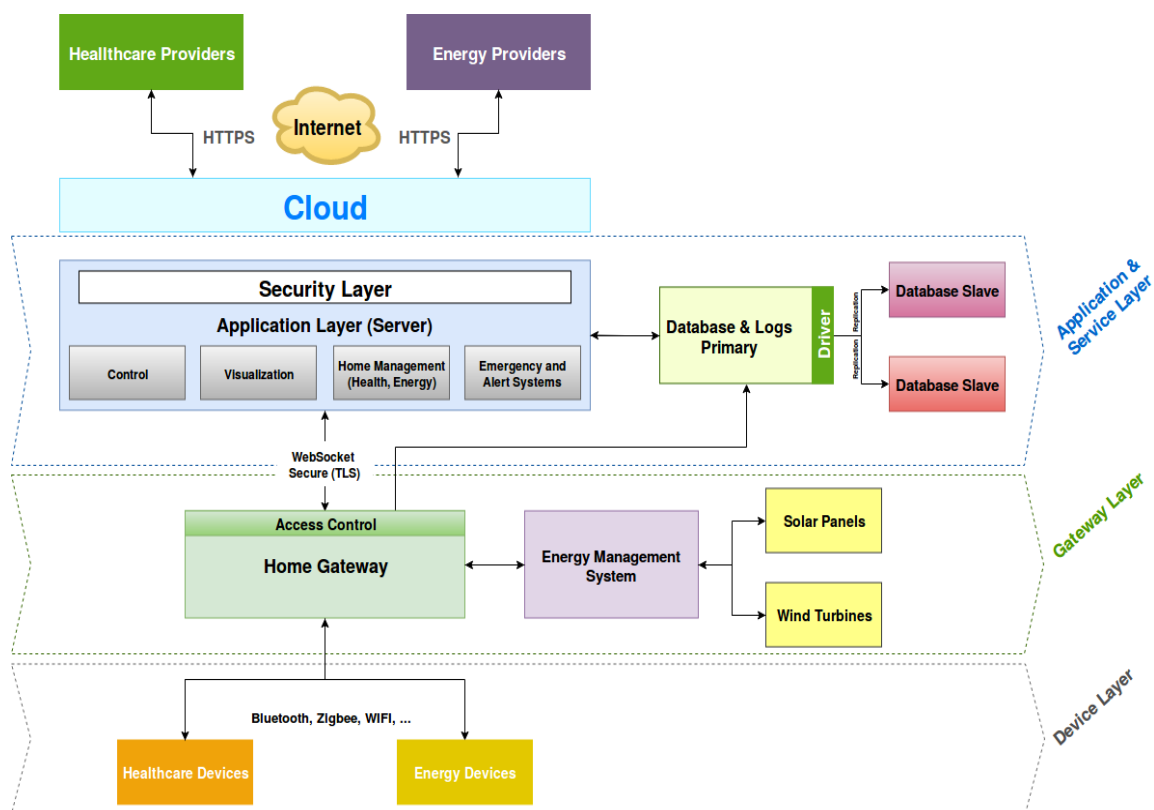 Heallthcare Providers
Energy Providers
HTTPS
Internet
HTTPS
Cloud
Security Layer
Application Layer (Server)
Control
Visualization
Home Management
(Health, Energy)
Emergency and
Alert Systems
Database & Logs
Primary
Driver
Replication
Replication
Database Slave
Database Slave
Application &
Service Layer
WebSocket
Secure (TLS)
Access Control
Home Gateway
Energy Management
System
Solar Panels
Wind Turbines
Gateway Layer
Bluetooth, Zigbee, WIFI, ...
Healthcare Devices
Energy Devices
Device Layer